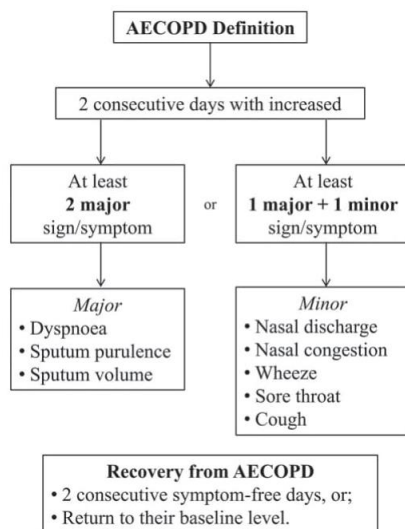 AECOPD Definition
2 consecutive days with increased
At least
2 major
sign/symptom
or
At least
1 major + 1 minor
sign/symptom
Major
• Dyspnoea
• Sputum purulence
• Sputum volume
Minor
• Nasal discharge
• Nasal congestion
• Wheeze
• Sore throat
• Cough
Recovery from AECOPD
• 2 consecutive symptom-free days, or;
• Return to their baseline level.